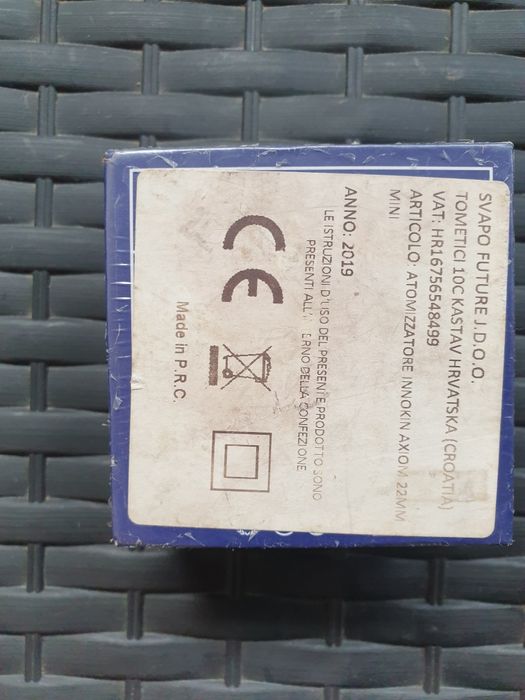 SVAPO FUTURE J.D.O.O.
TOMETICI 10C KASTAV HRVATSKA (CROATIA)
VAT: HR16756548499
ARTICOLO: ATOMIZZATORE INNOKIN AXIOM 22MM
MINI
ANNO: 2019
LE ISTRUZIONI D'USO DEL PRESENTE PRODOTTO SONO
PRESENTI DELLA CONFEZIONE
CE
Made in P.R.C.